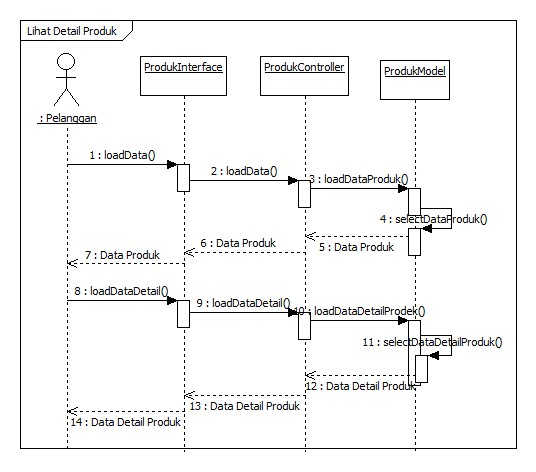 Lihat Detail Produk
ProdukInterface
ProdukController
ProdukModel
: Pelanggan
1 : loadData()
2 : loadData()
3 : loadDataProduk()
4 : selectDataProduk()
5 : Data Produk
6 : Data Produk
7 : Data Produk
8 : loadDataDetail()
9 : loadDataDetail()
10 : loadDataDetailProdek()
11 : selectDataDetailProduk()
12 : Data Detail Produk
13 : Data Detail Produk
14 : Data Detail Produk